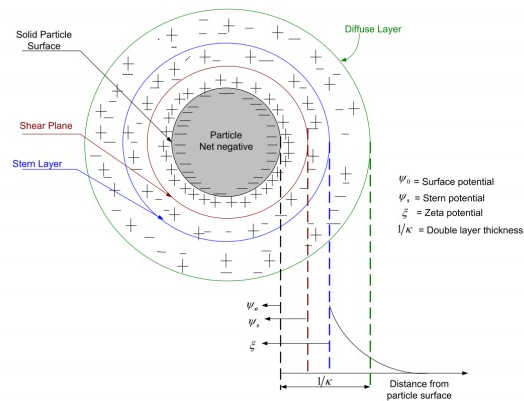 Diffuse Layer
Solid Particle
Surface
Particle
Net negative
Shear Plane
Stern Layer
ψ₀ = Surface potential
ψₛ = Stern potential
ξ = Zeta potential
1/κ = Double layer thickness
ψₒ
ψₛ
ξ
1/κ
Distance from
particle surface